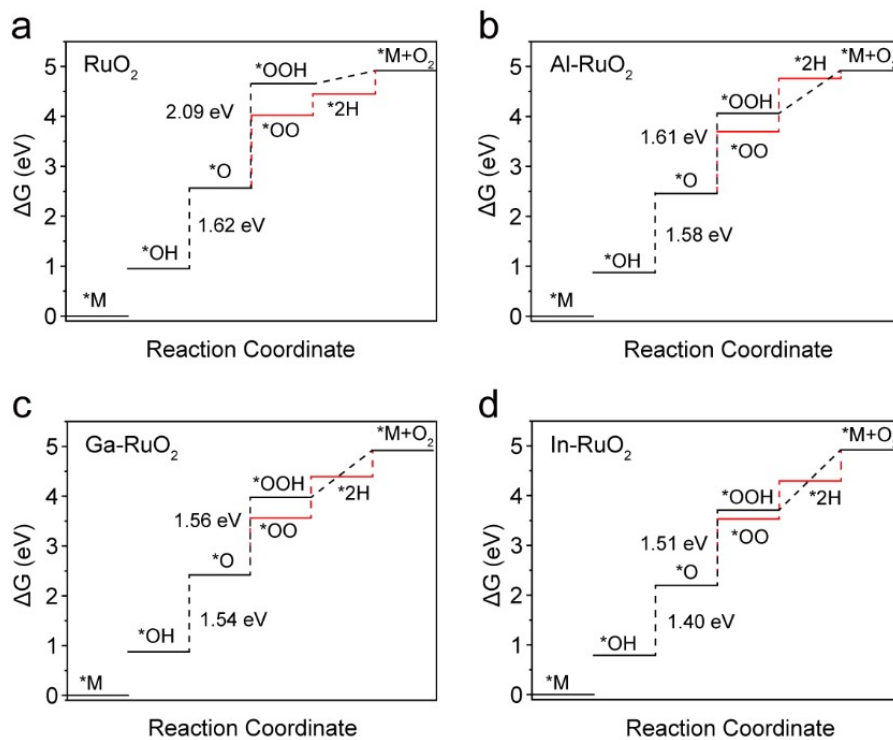 a
RuO₂
5
4
3
2
1
0
ΔG (eV)
*M
*OH
*O
*OOH
*OO
*2H
*M+O₂
2.09 eV
1.62 eV
Reaction Coordinate
b
Al-RuO₂
5
4
3
2
1
0
ΔG (eV)
*M
*OH
*O
*OOH
*OO
*2H
*M+O₂
1.61 eV
1.58 eV
Reaction Coordinate
c
Ga-RuO₂
5
4
3
2
1
0
ΔG (eV)
*M
*OH
*O
*OOH
*OO
*2H
*M+O₂
1.56 eV
1.54 eV
Reaction Coordinate
d
In-RuO₂
5
4
3
2
1
0
ΔG (eV)
*M
*OH
*O
*OOH
*OO
*2H
*M+O₂
1.51 eV
1.40 eV
Reaction Coordinate